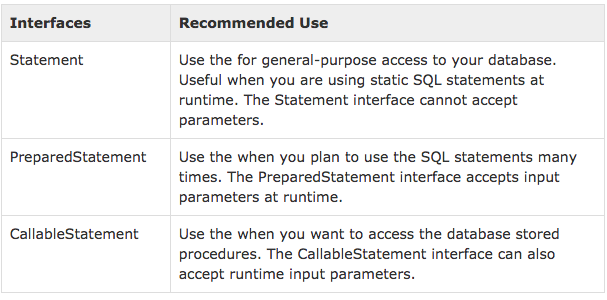 Interfaces Recommended Use
Statement Use the for general-purpose access to your database.
Useful when you are using static SQL statements at
runtime. The Statement interface cannot accept
parameters.
PreparedStatement Use the when you plan to use the SQL statements many
times. The PreparedStatement interface accepts input
parameters at runtime.
CallableStatement Use the when you want to access the database stored
procedures. The CallableStatement interface can also
accept runtime input parameters.